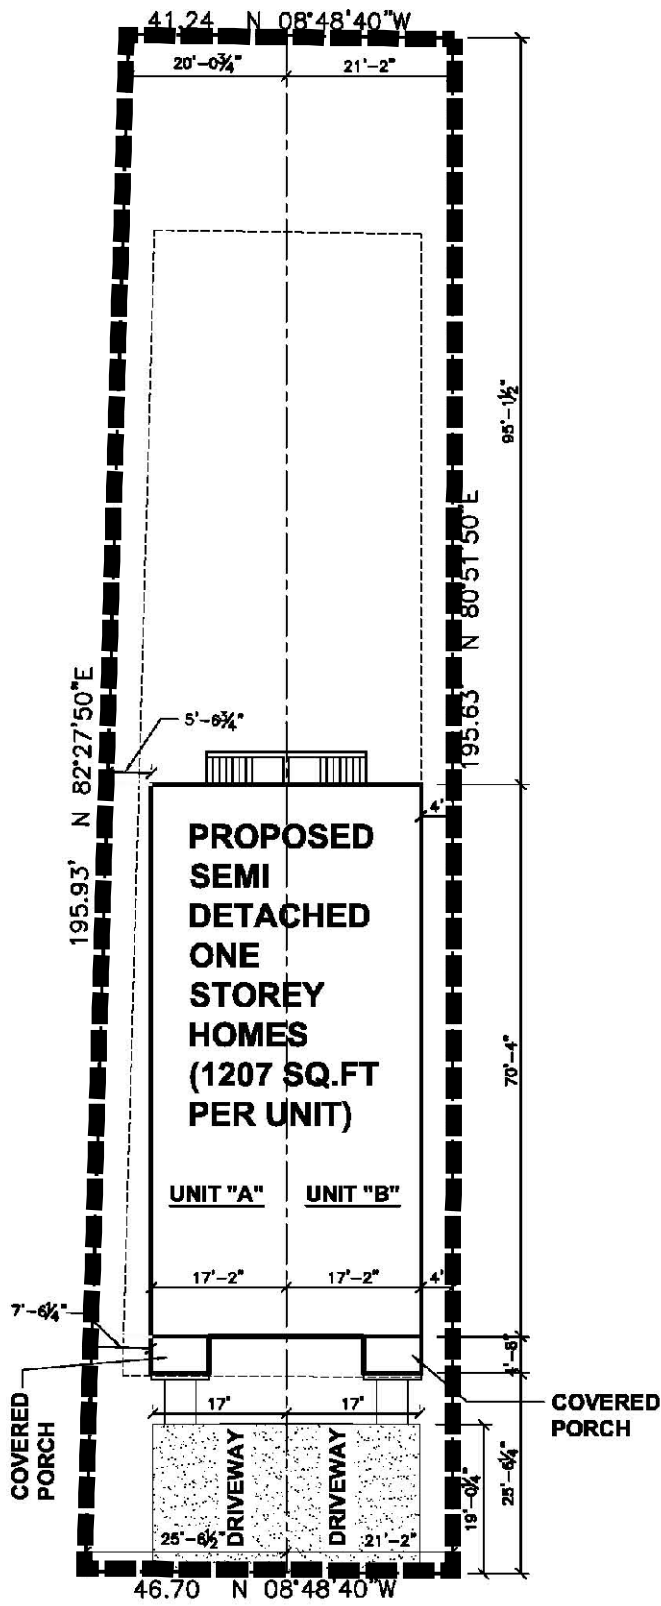 41.24 N 08°48'40"W
20'-0¾" 21'-2"
95'-1½"
N 80°51'50"E
195.63'
N 82°27'50"E
195.93'
5'-6¾"
4'
PROPOSED
SEMI
DETACHED
ONE
STOREY
HOMES
(1207 SQ.FT
PER UNIT)
70'-4"
UNIT "A" UNIT "B"
17'-2" 17'-2" 4'
7'-6¼"
4'-8"
COVERED
PORCH
17' 17'
COVERED
PORCH
DRIVEWAY
DRIVEWAY
19'-0¼"
25'-6¼"
25'-6½" 21'-2"
46.70 N 08°48'40"W